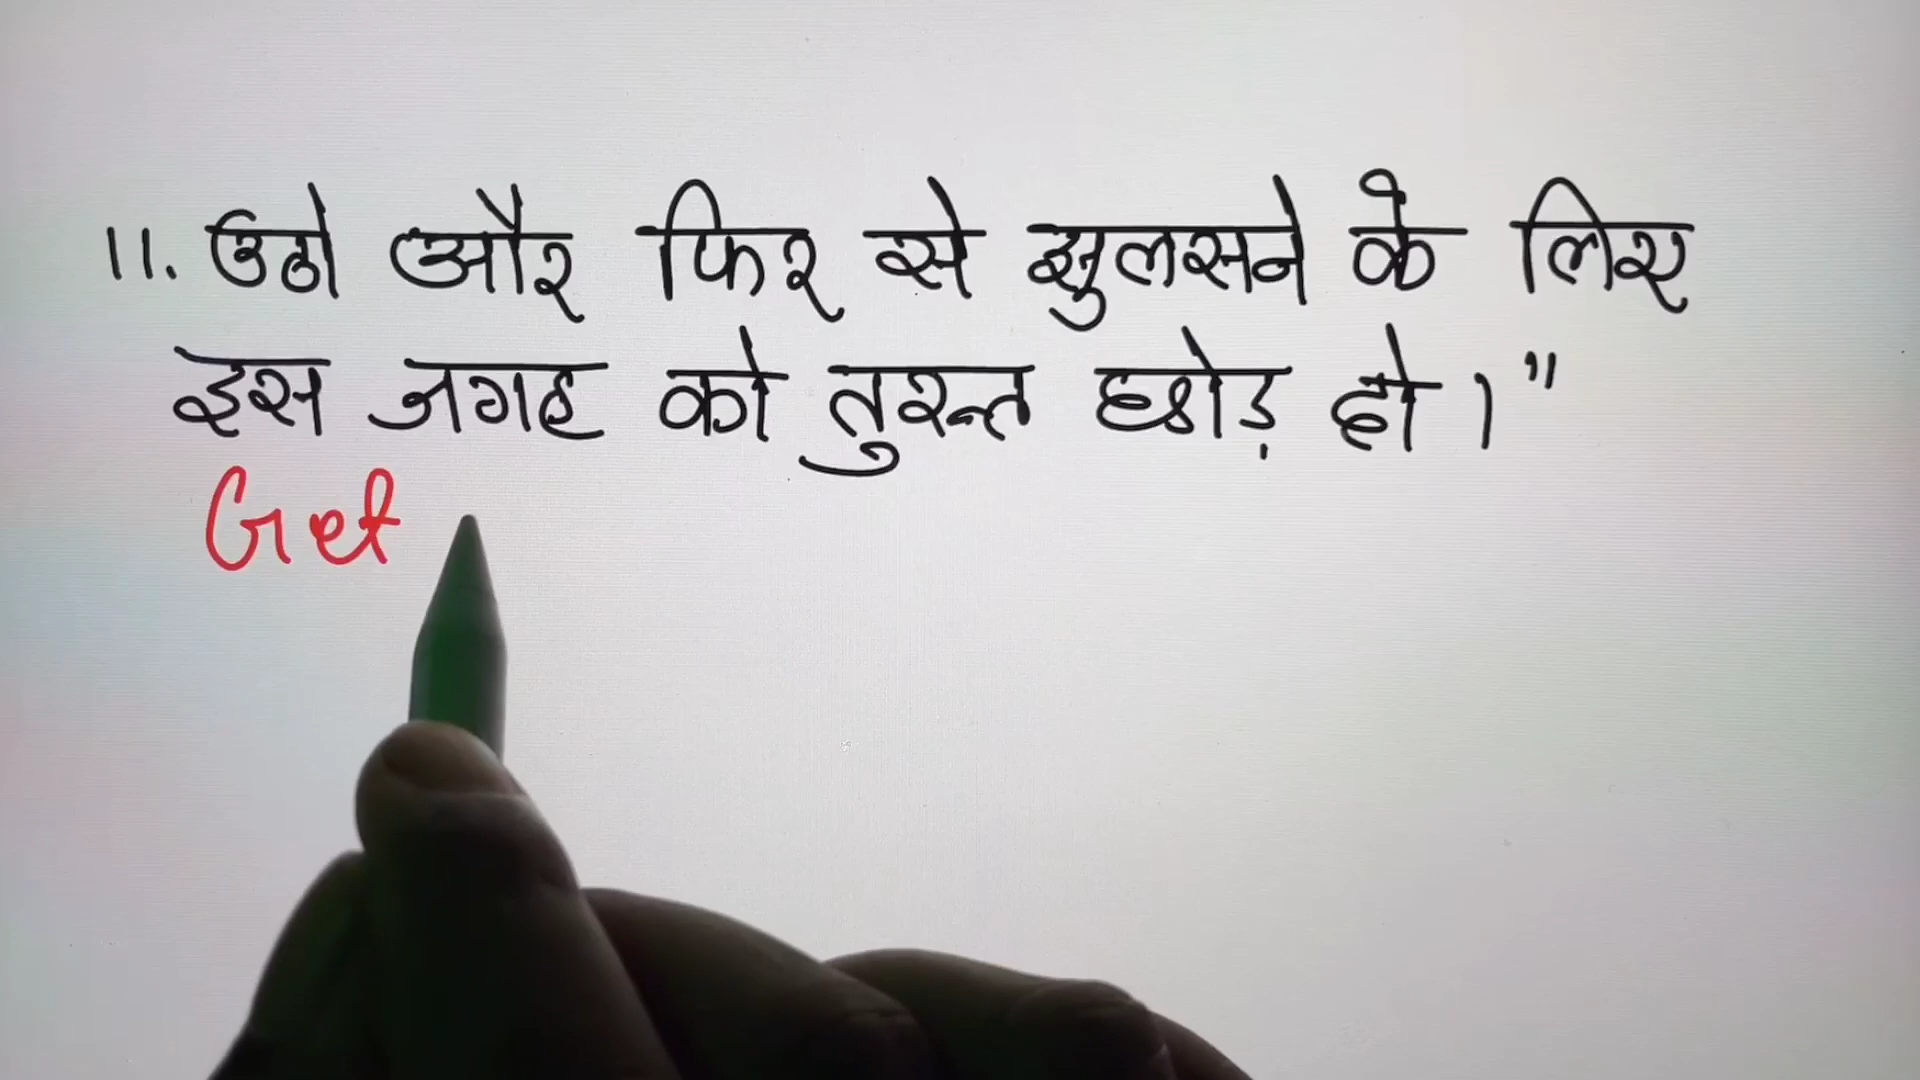 11. उठो और फिर से झुलसने के लिए
इस जगह को तुरन्त छोड़ दो।"
Get